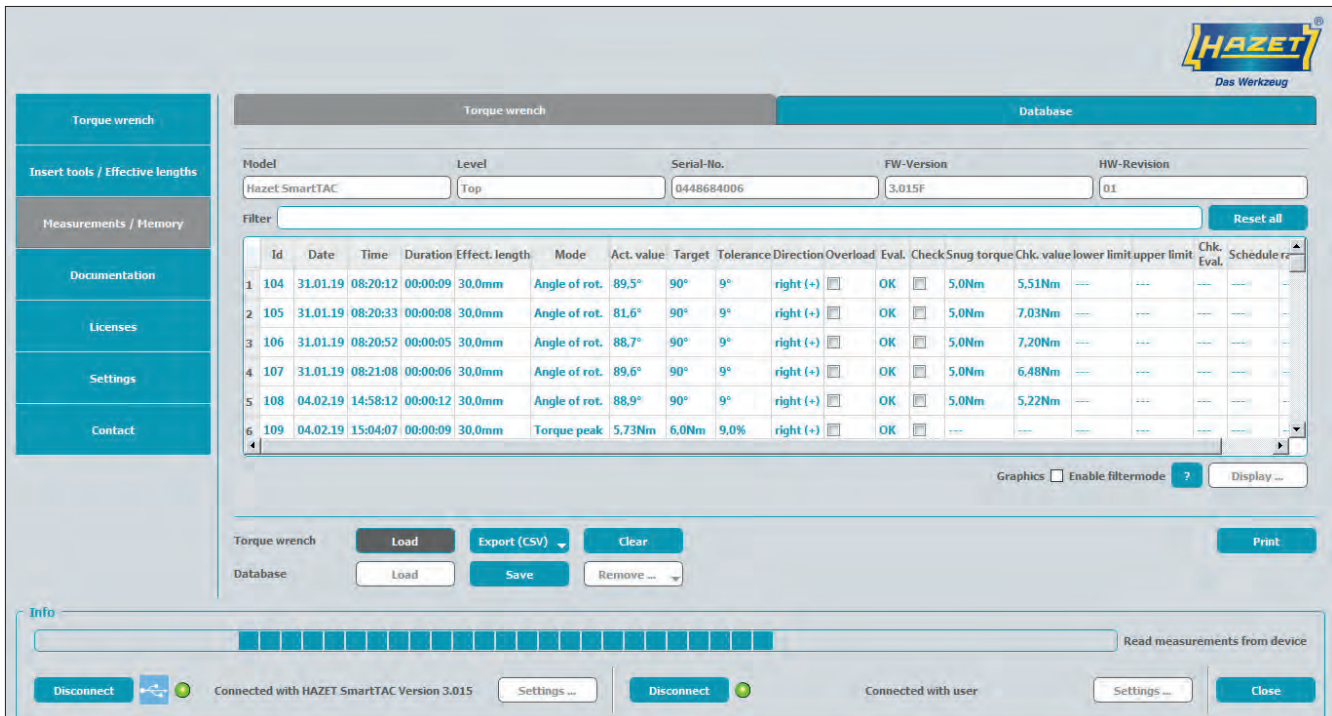 HAZET ®
Das Werkzeug
Torque wrench
Insert tools / Effective lengths
Measurements / Memory
Documentation
Licenses
Settings
Contact
Torque wrench Database
Model Level Serial-No. FW-Version HW-Revision
Hazet SmartTAC Top 0448684006 3.015F 01
Filter Reset all
Id Date Time Duration Effect. length Mode Act. value Target Tolerance Direction Overload Eval. Check Snug torque Chk. value lower limit upper limit Chk. Eval. Schedule ra
1 104 31.01.19 08:20:12 00:00:09 30,0mm Angle of rot. 89,5° 90° 9° right (+) OK 5,0Nm 5,51Nm --- --- --- ---
2 105 31.01.19 08:20:33 00:00:08 30,0mm Angle of rot. 81,6° 90° 9° right (+) OK 5,0Nm 7,03Nm --- --- --- ---
3 106 31.01.19 08:20:52 00:00:05 30,0mm Angle of rot. 88,7° 90° 9° right (+) OK 5,0Nm 7,20Nm --- --- --- ---
4 107 31.01.19 08:21:08 00:00:06 30,0mm Angle of rot. 89,6° 90° 9° right (+) OK 5,0Nm 6,48Nm --- --- --- ---
5 108 04.02.19 14:58:12 00:00:12 30,0mm Angle of rot. 88,9° 90° 9° right (+) OK 5,0Nm 5,22Nm --- --- --- ---
6 109 04.02.19 15:04:07 00:00:09 30,0mm Torque peak 5,73Nm 6,0Nm 9,0% right (+) OK --- --- --- --- --- ---
Graphics Enable filtermode ? Display ...
Torque wrench Load Export (CSV) Clear Print
Database Load Save Remove ...
Info
Read measurements from device
Disconnect Connected with HAZET SmartTAC Version 3.015 Settings ... Disconnect Connected with user Settings ... Close